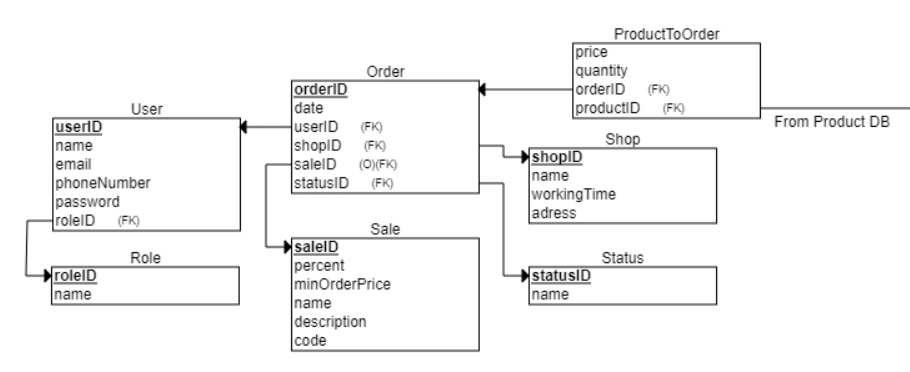 ProductToOrder
price
quantity
orderID (FK)
productID (FK)
From Product DB
Order
orderID
date
userID (FK)
shopID (FK)
saleID (O)(FK)
statusID (FK)
User
userID
name
email
phoneNumber
password
roleID (FK)
Shop
shopID
name
workingTime
adress
Sale
saleID
percent
minOrderPrice
name
description
code
Role
roleID
name
Status
statusID
name